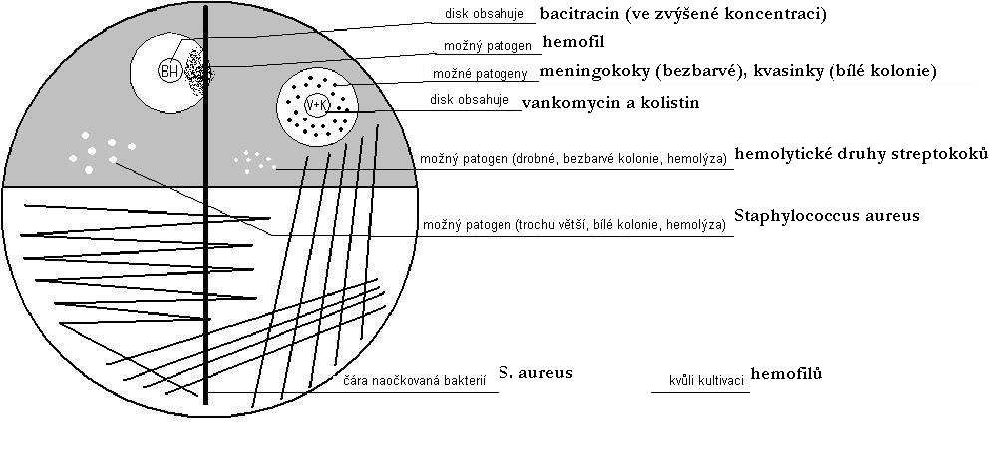 disk obsahuje bacitracin (ve zvýšené koncentraci)
možný patogen hemofil
možné patogeny meningokoky (bezbarvé), kvasinky (bílé kolonie)
disk obsahuje vankomycin a kolistin
BH
V+K
možný patogen (drobné, bezbarvé kolonie, hemolýza) hemolytické druhy streptokoků
možný patogen (trochu větší, bílé kolonie, hemolýza) Staphylococcus aureus
čára naočkovaná bakterií S. aureus kvůli kultivaci hemofilů